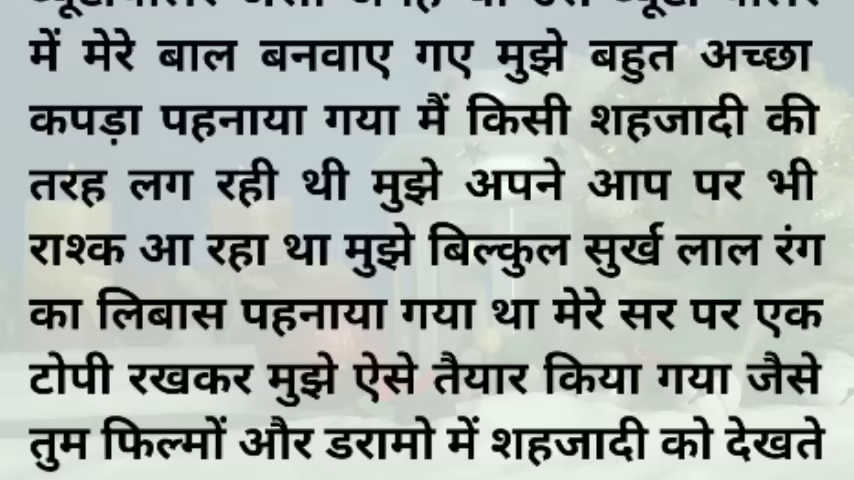 में मेरे बाल बनवाए गए मुझे बहुत अच्छा
कपड़ा पहनाया गया मैं किसी शहजादी की
तरह लग रही थी मुझे अपने आप पर भी
राश्क आ रहा था मुझे बिल्कुल सुर्ख लाल रंग
का लिबास पहनाया गया था मेरे सर पर एक
टोपी रखकर मुझे ऐसे तैयार किया गया जैसे
तुम फिल्मों और डरामो में शहजादी को देखते